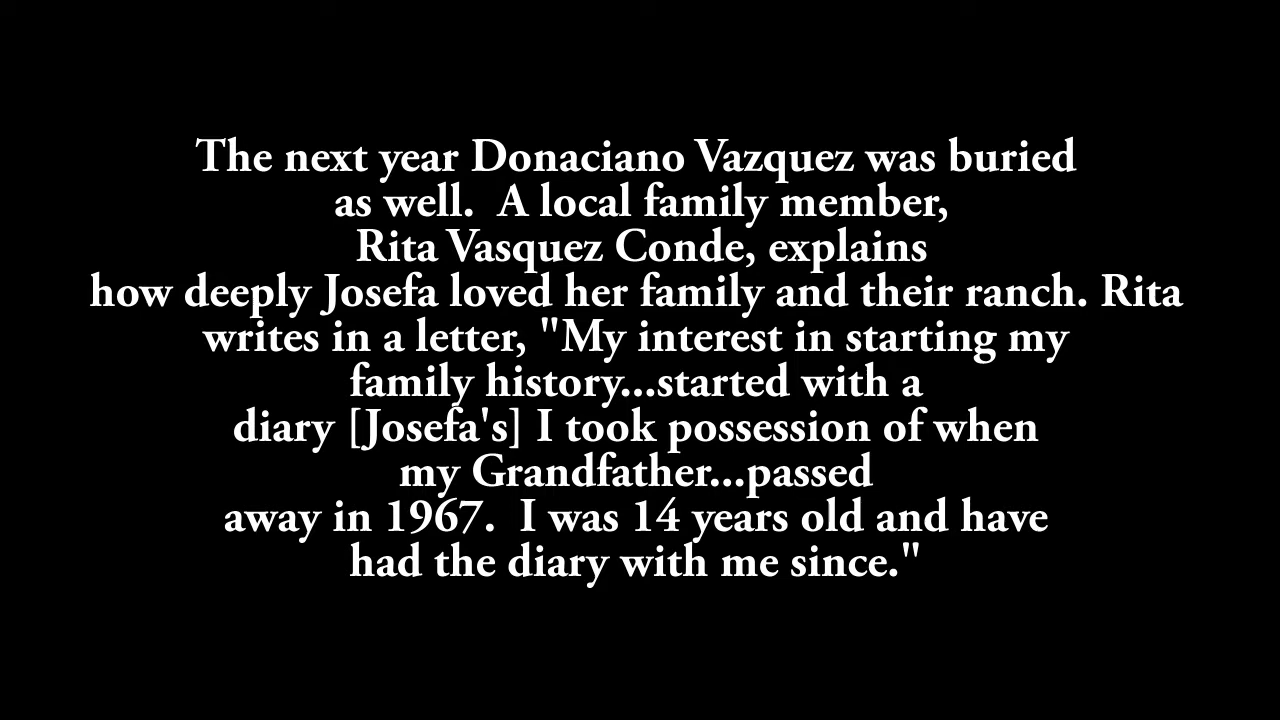 The next year Donaciano Vazquez was buried
as well.  A local family member,
Rita Vasquez Conde, explains
how deeply Josefa loved her family and their ranch. Rita
writes in a letter, "My interest in starting my
family history...started with a
diary [Josefa's] I took possession of when
my Grandfather...passed
away in 1967.  I was 14 years old and have
had the diary with me since."